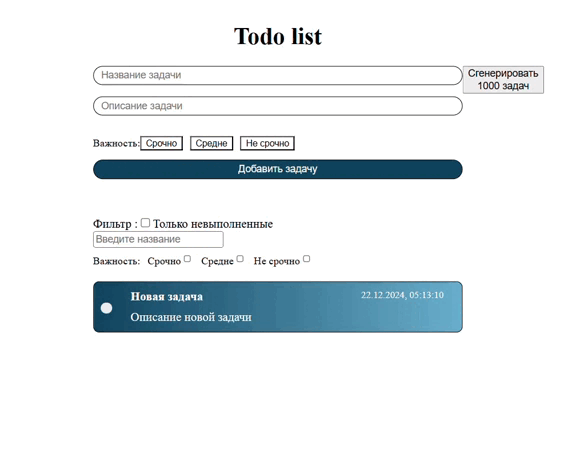 Todo list
Название задачи
Сгенерировать
1000 задач
Описание задачи
Важность: Срочно Средне Не срочно
Добавить задачу
Фильтр : Только невыполненные
Введите название
Важность: Срочно Средне Не срочно
Новая задача 22.12.2024, 05:13:10
Описание новой задачи